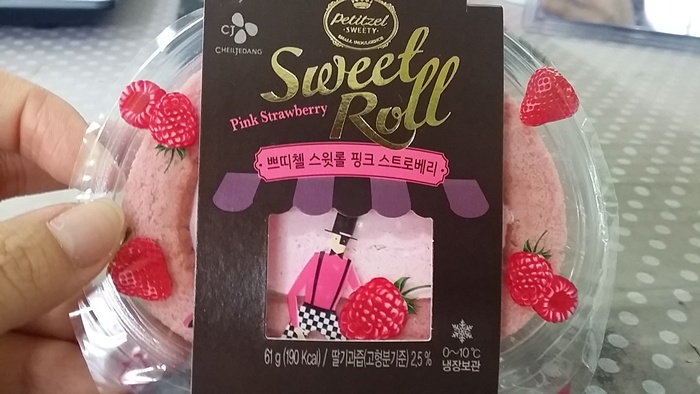 Petitzel
SWEETY
SMALL INDULGENCE
CJ
CHEILJEDANG
Sweet
Pink Strawberry
Roll
쁘띠첼 스윗롤 핑크 스트로베리
61 g (190 Kcal) / 딸기과즙(고형분기준) 2.5 %
0~10℃
냉장보관